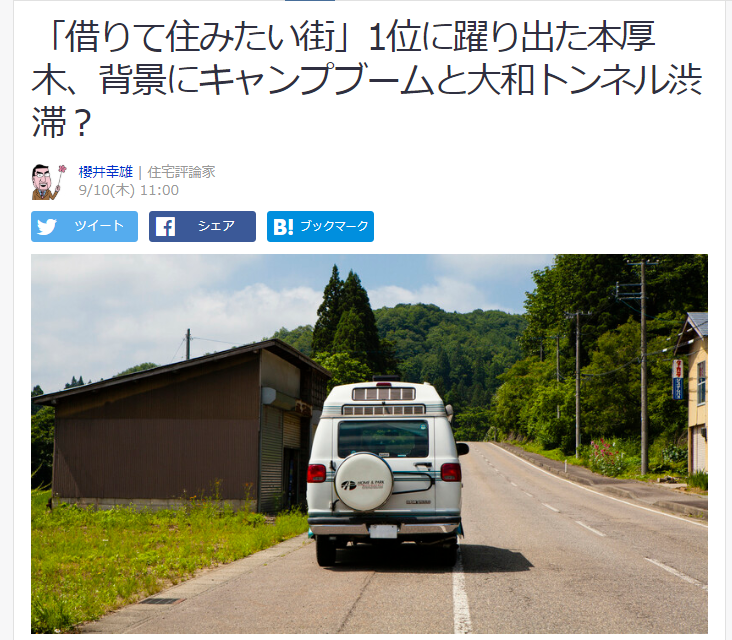 「借りて住みたい街」1位に躍り出た本厚
木、背景にキャンプブームと大和トンネル渋
滞？
櫻井幸雄 | 住宅評論家
9/10(木) 11:00
ツイート
シェア
B! ブックマーク